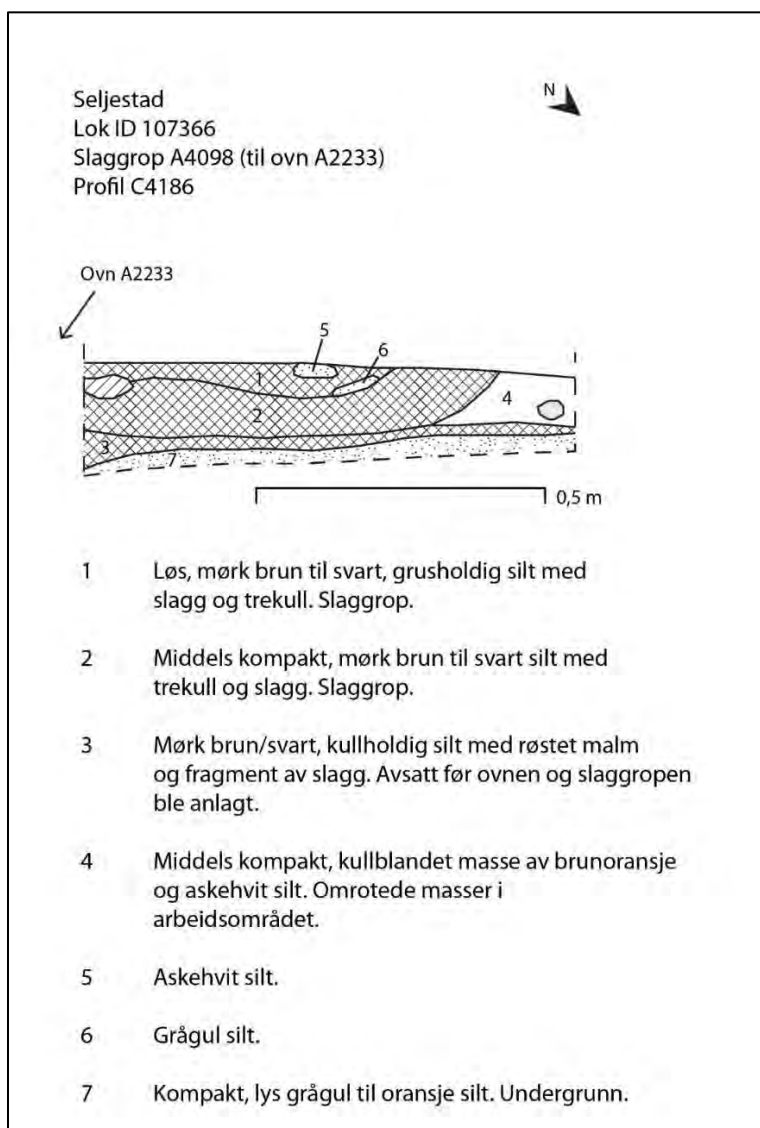 Seljestad
Lok ID 107366
Slaggrop A4098 (til ovn A2233)
Profil C4186
N
Ovn A2233
5
6
1
2
4
3
7
0,5 m
1 Løs, mørk brun til svart, grusholdig silt med
slagg og trekull. Slaggrop.
2 Middels kompakt, mørk brun til svart silt med
trekull og slagg. Slaggrop.
3 Mørk brun/svart, kullholdig silt med røstet malm
og fragment av slagg. Avsatt før ovnen og slaggropen
ble anlagt.
4 Middels kompakt, kullblandet masse av brunoransje
og askehvit silt. Omrotede masser i
arbeidsområdet.
5 Askehvit silt.
6 Grågul silt.
7 Kompakt, lys grågul til oransje silt. Undergrunn.